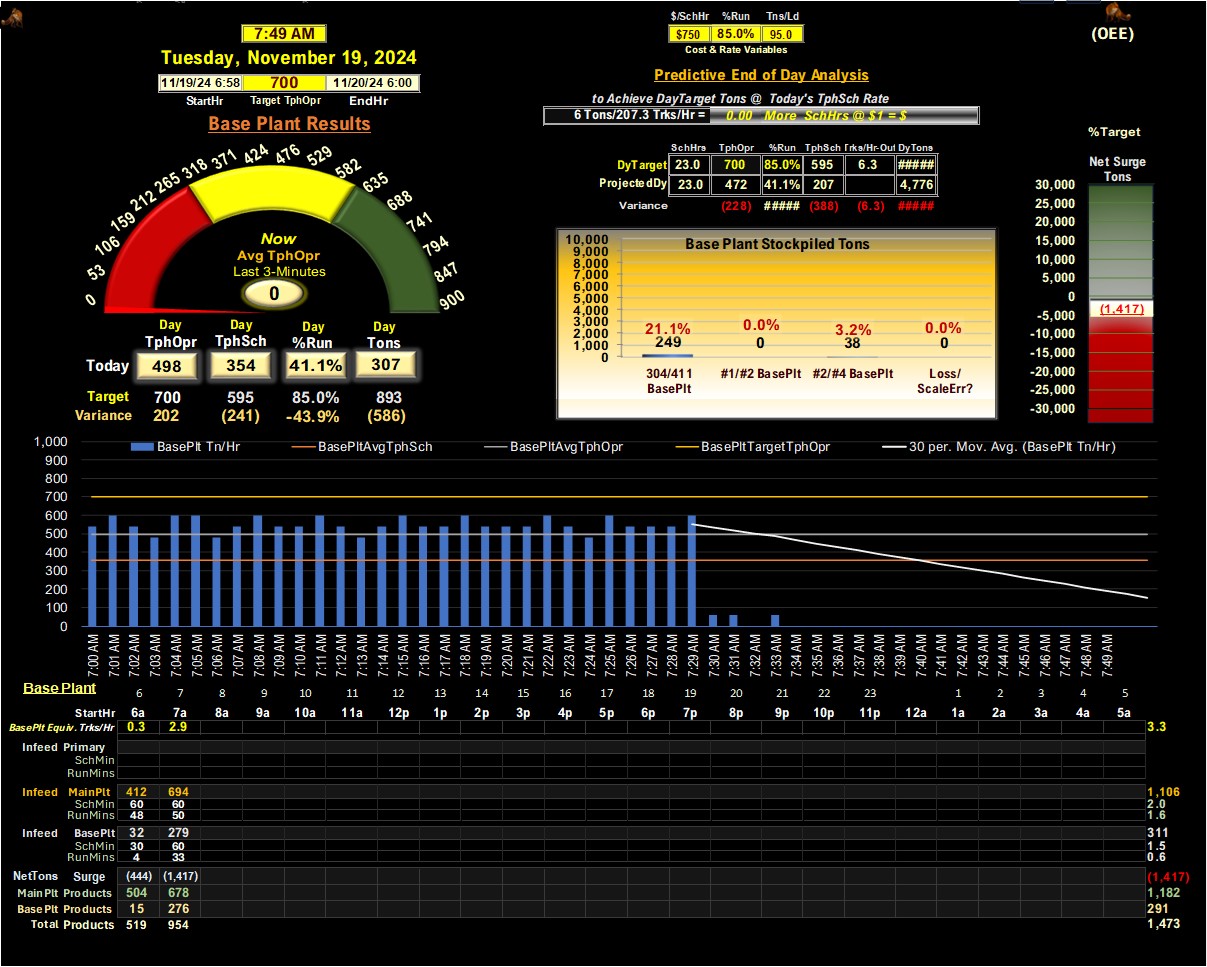 7:49 AM
Tuesday, November 19, 2024
11/19/24 6:58 700 11/20/24 6:00
StartHr Target TphOpr EndHr
Base Plant Results
0 53 106 159 212 265 318 371 424 476 529 582 635 688 741 794 847 900
Now
Avg TphOpr
Last 3-Minutes
0
Day Day Day Day
TphOpr TphSch %Run Tons
Today 498 354 41.1% 307
Target 700 595 85.0% 893
Variance 202 (241) -43.9% (586)
$/SchHr %Run Tns/Ld
$750 85.0% 95.0
Cost & Rate Variables
Predictive End of Day Analysis
to Achieve DayTarget Tons @ Today's TphSch Rate
6 Tons/207.3 Trks/Hr = 0.00 More SchHrs @ $1 = $
SchHrs TphOpr %Run TphSch Trks/Hr-Out DyTons
DyTarget 23.0 700 85.0% 595 6.3 #####
ProjectedDy 23.0 472 41.1% 207 4,776
Variance (228) ##### (388) (6.3) #####
Base Plant Stockpiled Tons
10,000
9,000
8,000
7,000
6,000
5,000
4,000
3,000
2,000
1,000
0
21.1% 0.0% 3.2% 0.0%
249 0 38 0
304/411 BasePlt
#1/#2 BasePlt
#2/#4 BasePlt
Loss/ ScaleErr?
(OEE)
%Target
Net Surge
Tons
30,000
25,000
20,000
15,000
10,000
5,000
0
(1,417)
-5,000
-10,000
-15,000
-20,000
-25,000
-30,000
BasePlt Tn/Hr BasePltAvgTphSch BasePltAvgTphOpr BasePltTargetTphOpr 30 per. Mov. Avg. (BasePlt Tn/Hr)
1,000
900
800
700
600
500
400
300
200
100
0
7:00 AM 7:01 AM 7:02 AM 7:03 AM 7:04 AM 7:05 AM 7:06 AM 7:07 AM 7:08 AM 7:09 AM 7:10 AM 7:11 AM 7:12 AM 7:13 AM 7:14 AM 7:15 AM 7:16 AM 7:17 AM 7:18 AM 7:19 AM 7:20 AM 7:21 AM 7:22 AM 7:23 AM 7:24 AM 7:25 AM 7:26 AM 7:27 AM 7:28 AM 7:29 AM 7:30 AM 7:31 AM 7:32 AM 7:33 AM 7:34 AM 7:35 AM 7:36 AM 7:37 AM 7:38 AM 7:39 AM 7:40 AM 7:41 AM 7:42 AM 7:43 AM 7:44 AM 7:45 AM 7:46 AM 7:47 AM 7:48 AM 7:49 AM
Base Plant 6 7 8 9 10 11 12 13 14 15 16 17 18 19 20 21 22 23 1 2 3 4 5
StartHr 6a 7a 8a 9a 10a 11a 12p 1p 2p 3p 4p 5p 6p 7p 8p 9p 10p 11p 12a 1a 2a 3a 4a 5a
BasePlt Equiv. Trks/Hr 0.3 2.9 3.3
Infeed Primary
SchMin
RunMins
Infeed MainPlt 412 694 1,106
SchMin 60 60 2.0
RunMins 48 50 1.6
Infeed BasePlt 32 279 311
SchMin 30 60 1.5
RunMins 4 33 0.6
NetTons Surge (444) (1,417) (1,417)
MainPlt Products 504 678 1,182
BasePlt Products 15 276 291
Total Products 519 954 1,473